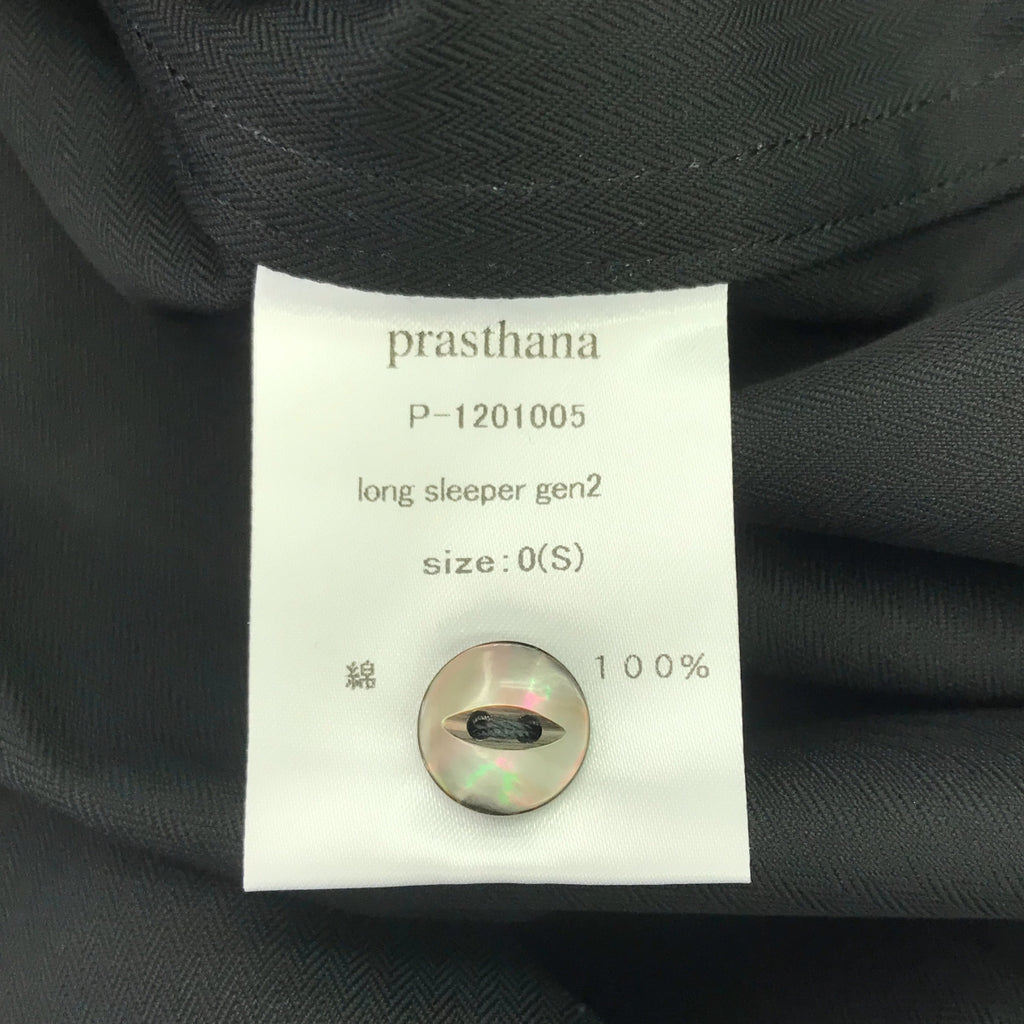 prasthana
P-1201005
long sleeper gen2
size:0(S)
綿 100%